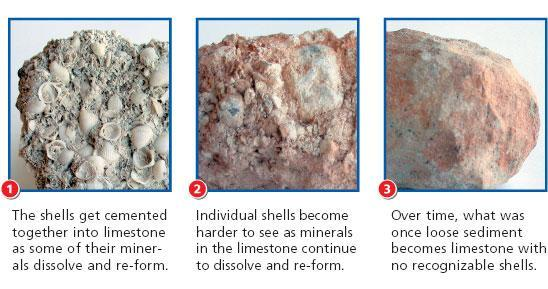 1
The shells get cemented
together into limestone
as some of their miner-
als dissolve and re-form.
2
Individual shells become
harder to see as minerals
in the limestone continue
to dissolve and re-form.
3
Over time, what was
once loose sediment
becomes limestone with
no recognizable shells.